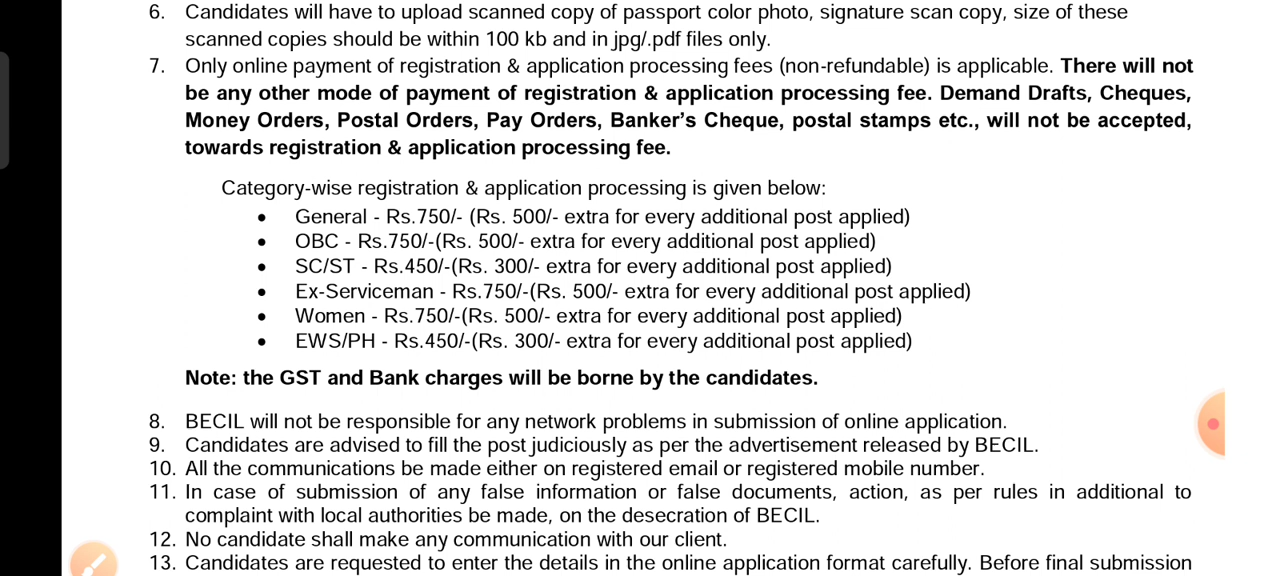 6. Candidates will have to upload scanned copy of passport color photo, signature scan copy, size of these
scanned copies should be within 100 kb and in jpg/.pdf files only.
7. Only online payment of registration & application processing fees (non-refundable) is applicable. There will not
be any other mode of payment of registration & application processing fee. Demand Drafts, Cheques,
Money Orders, Postal Orders, Pay Orders, Banker's Cheque, postal stamps etc., will not be accepted,
towards registration & application processing fee.
Category-wise registration & application processing is given below:
• General - Rs.750/- (Rs. 500/- extra for every additional post applied)
• OBC - Rs.750/-(Rs. 500/- extra for every additional post applied)
• SC/ST - Rs.450/-(Rs. 300/- extra for every additional post applied)
• Ex-Serviceman - Rs.750/-(Rs. 500/- extra for every additional post applied)
• Women - Rs.750/-(Rs. 500/- extra for every additional post applied)
• EWS/PH - Rs.450/-(Rs. 300/- extra for every additional post applied)
Note: the GST and Bank charges will be borne by the candidates.
8. BECIL will not be responsible for any network problems in submission of online application.
9. Candidates are advised to fill the post judiciously as per the advertisement released by BECIL.
10. All the communications be made either on registered email or registered mobile number.
11. In case of submission of any false information or false documents, action, as per rules in additional to
complaint with local authorities be made, on the desecration of BECIL.
12. No candidate shall make any communication with our client.
13. Candidates are requested to enter the details in the online application format carefully. Before final submission